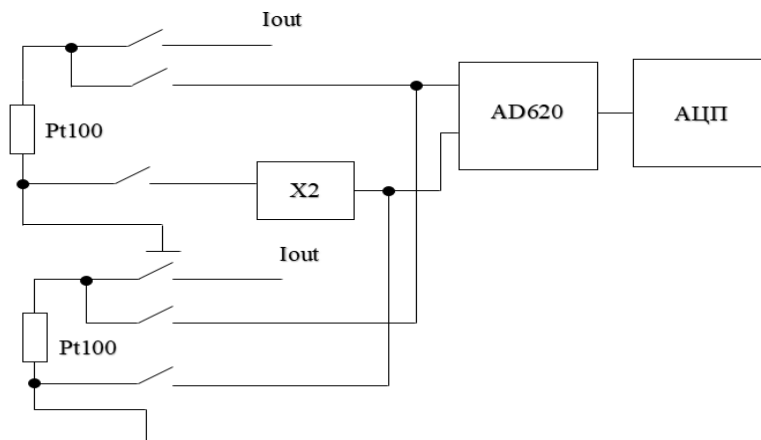 Iout
Pt100
X2
AD620
АЦП
Iout
Pt100